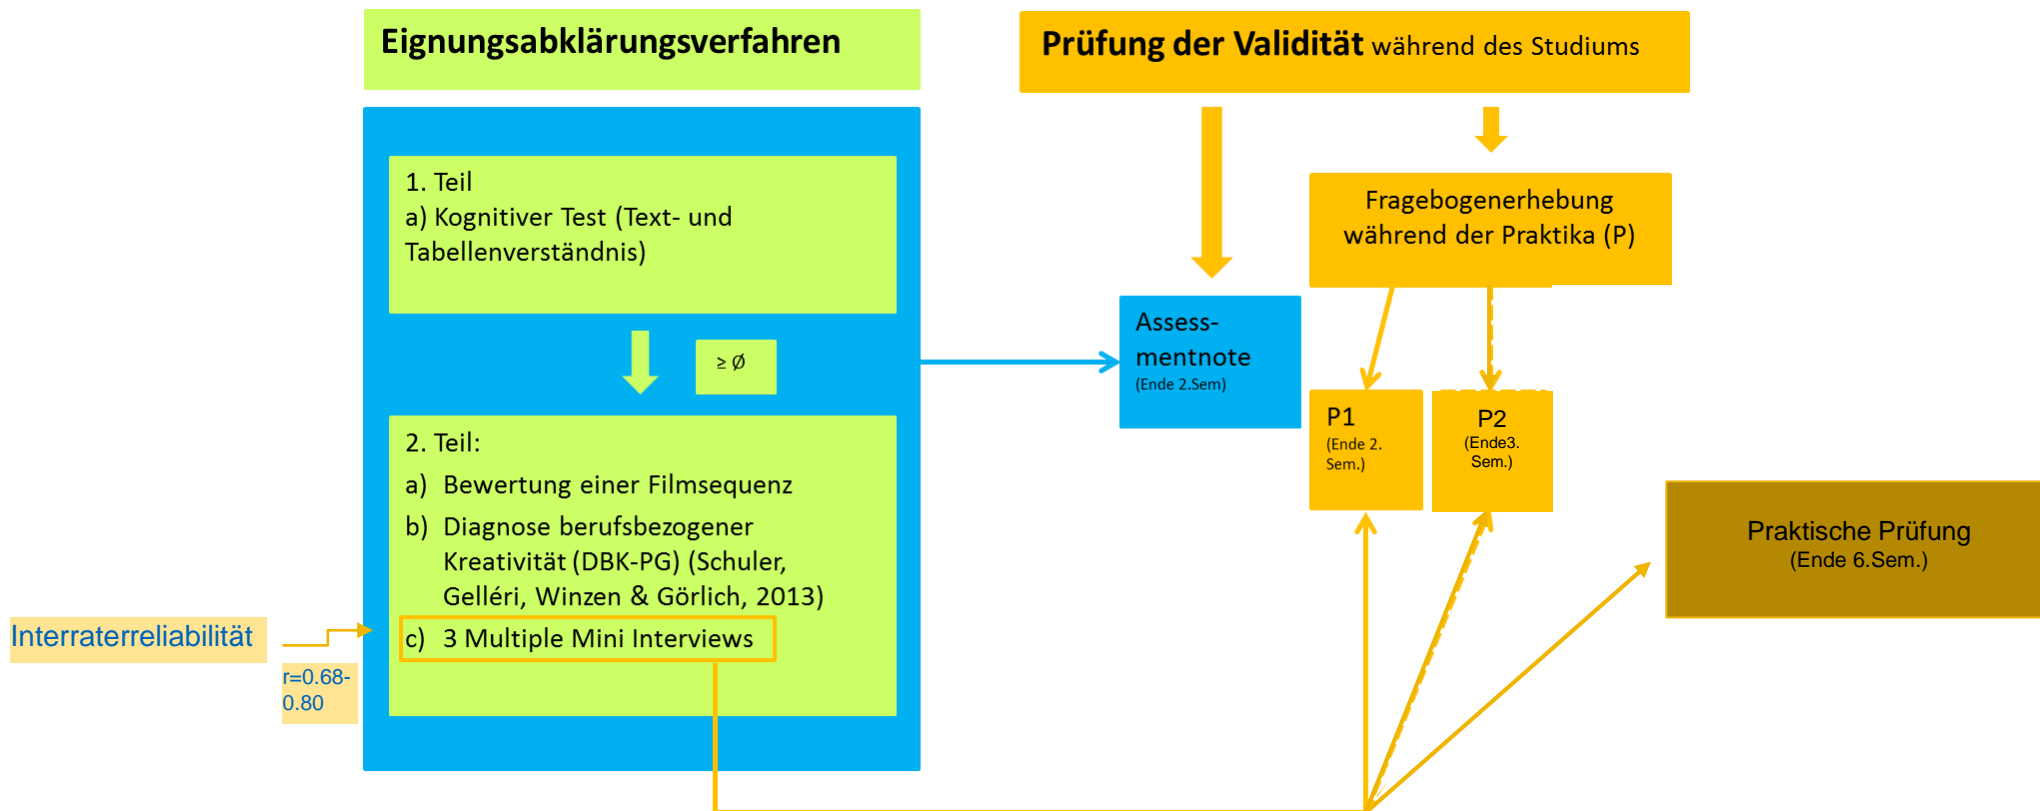 Eignungsabklärungsverfahren
Prüfung der Validität während des Studiums
1. Teil
a) Kognitiver Test (Text- und
Tabellenverständnis)
≥ Ø
2. Teil:
a) Bewertung einer Filmsequenz
b) Diagnose berufsbezogener
Kreativität (DBK-PG) (Schuler,
Gelléri, Winzen & Görlich, 2013)
c) 3 Multiple Mini Interviews
Interraterreliabilität
r=0.68-
0.80
Assess-
mentnote
(Ende 2.Sem)
Fragebogenerhebung
während der Praktika (P)
P1
(Ende 2.
Sem.)
P2
(Ende3.
Sem.)
Praktische Prüfung
(Ende 6.Sem.)